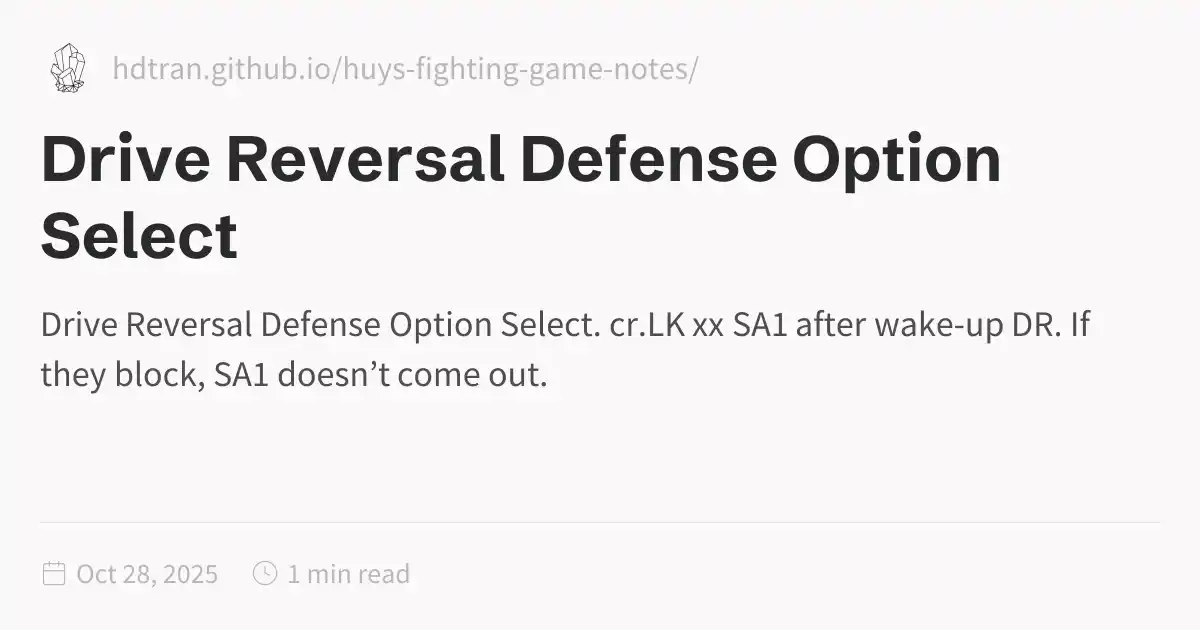 hdtran.github.io/huys-fighting-game-notes/
Drive Reversal Defense Option
Select
Drive Reversal Defense Option Select. cr.LK xx SA1 after wake-up DR. If
they block, SA1 doesn’t come out.
Oct 28, 2025 1 min read